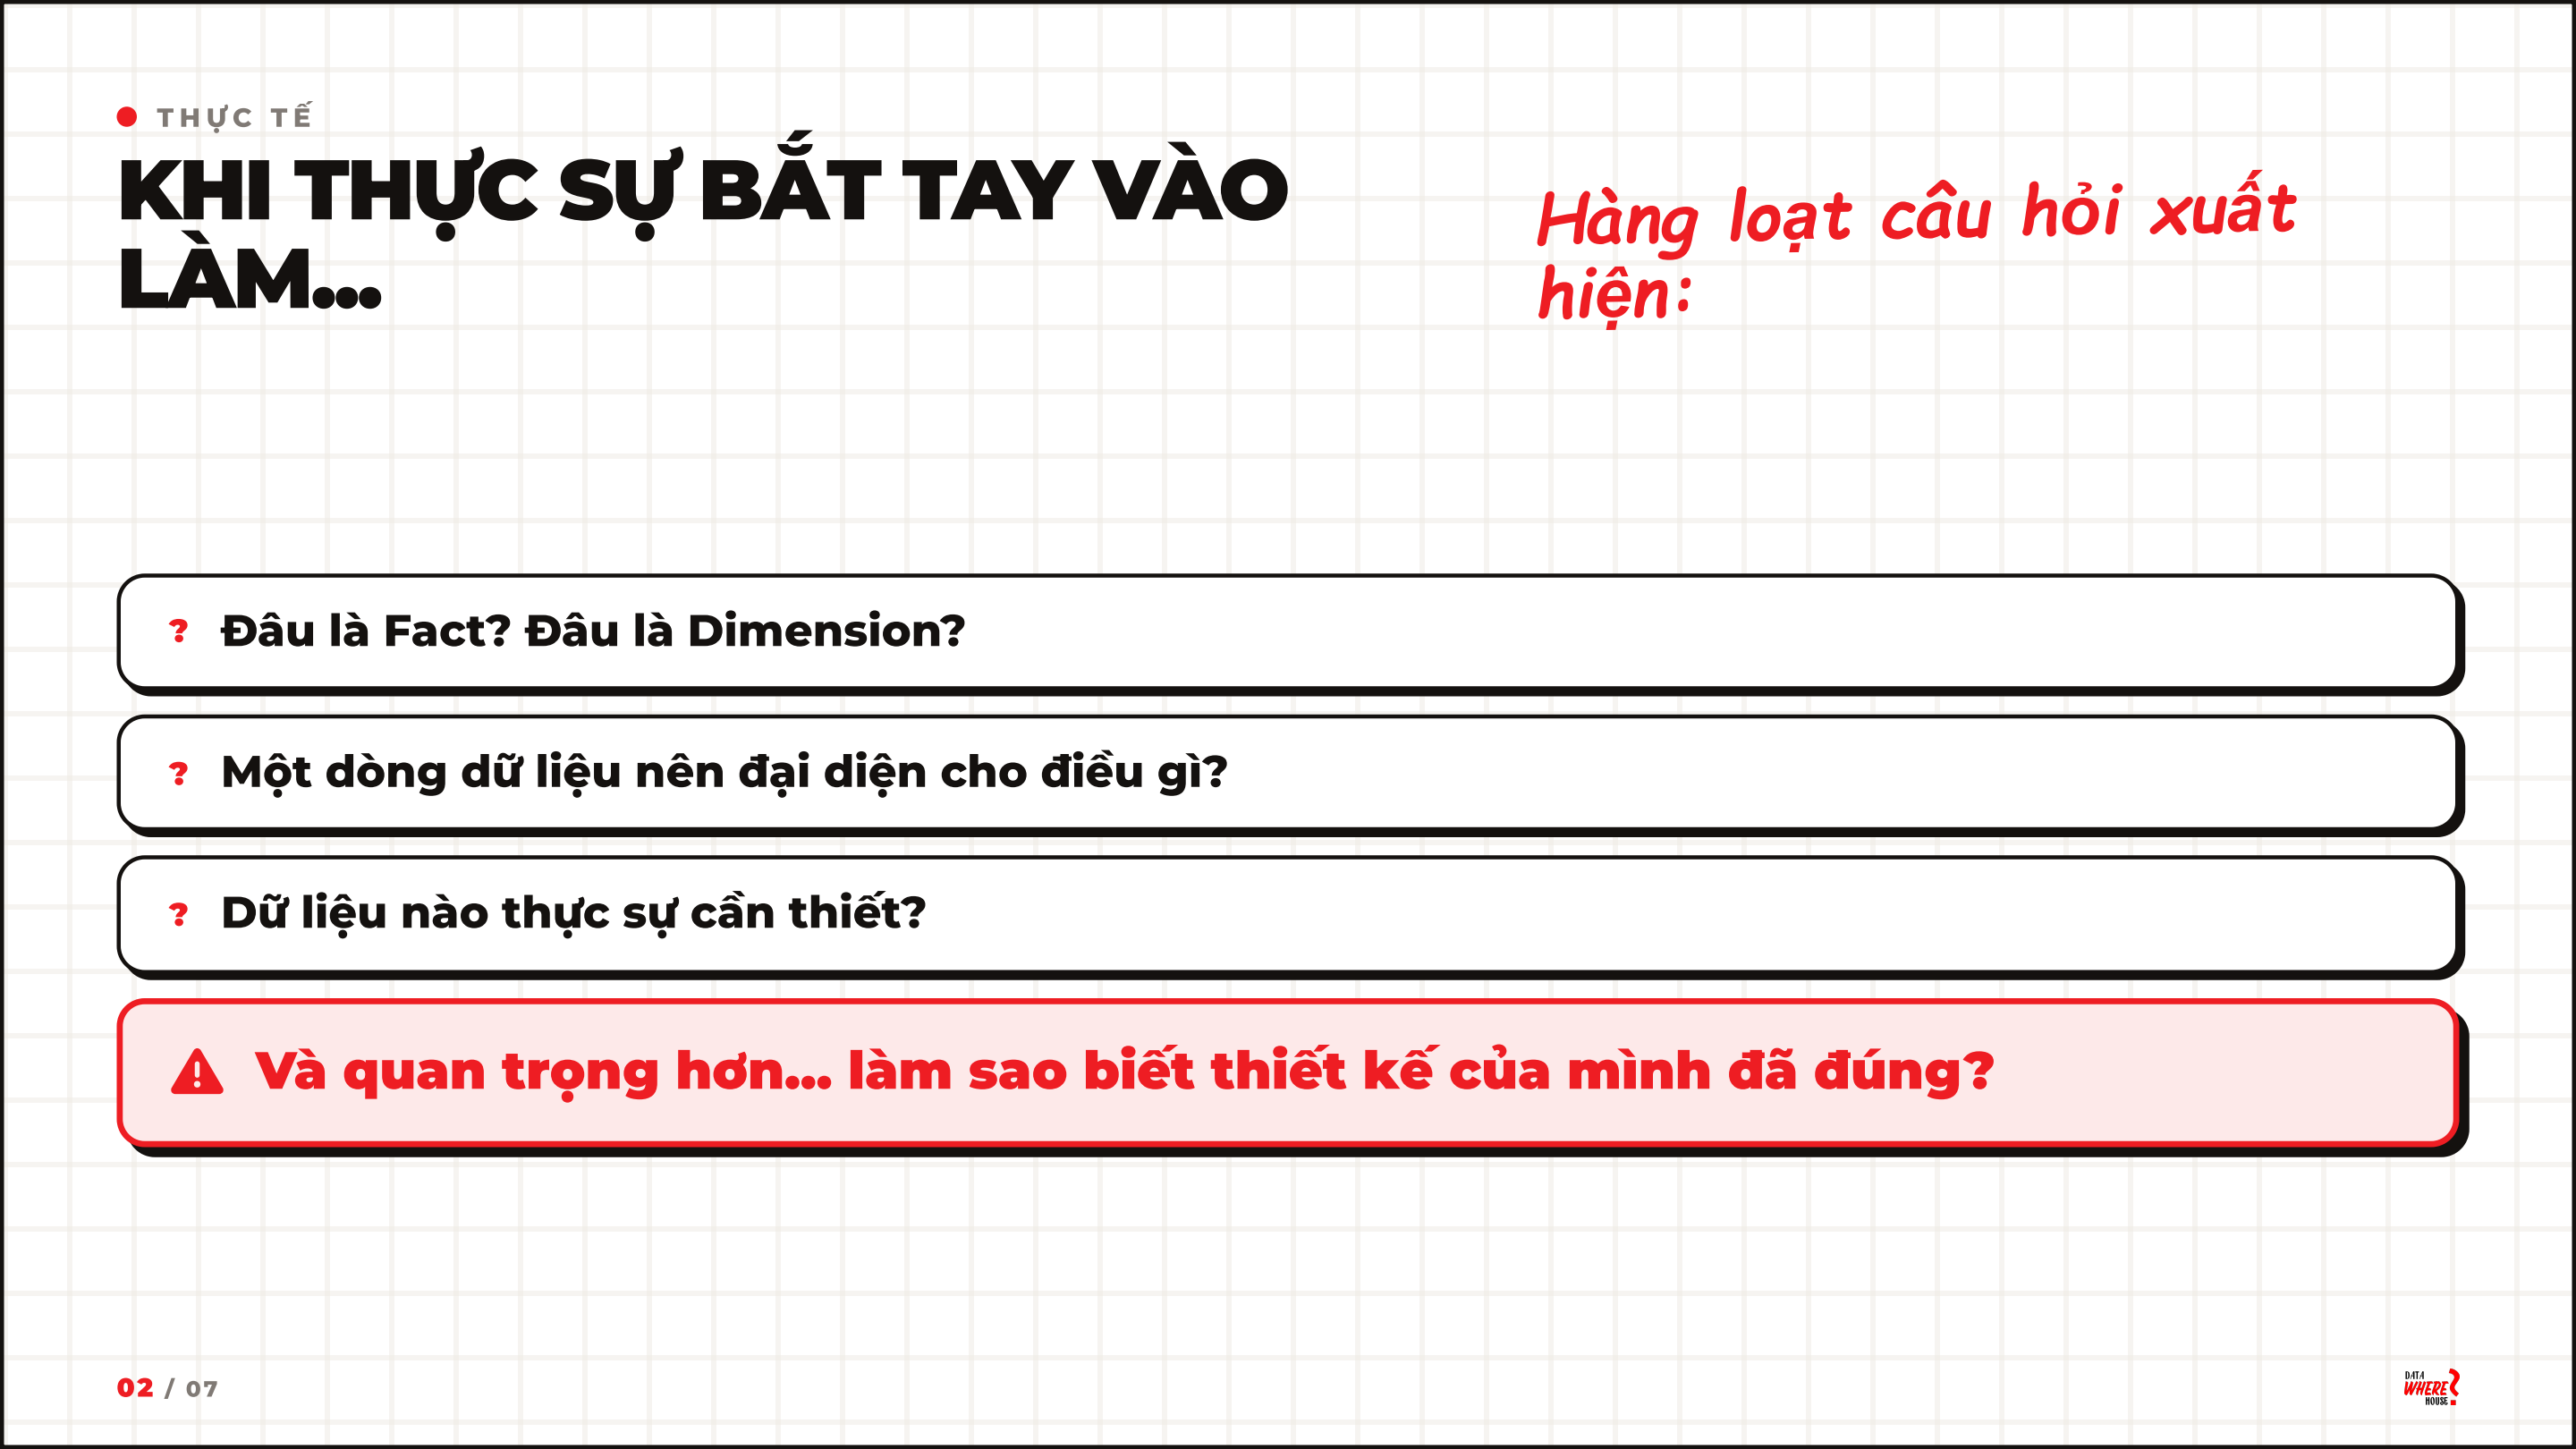 THỰC TẾ
KHI THỰC SỰ BẮT TAY VÀO
LÀM...
Hàng loạt câu hỏi xuất
hiện:
? Đâu là Fact? Đâu là Dimension?
? Một dòng dữ liệu nên đại diện cho điều gì?
? Dữ liệu nào thực sự cần thiết?
Và quan trọng hơn... làm sao biết thiết kế của mình đã đúng?
02 / 07
DATA
WHERE?
HOUSE